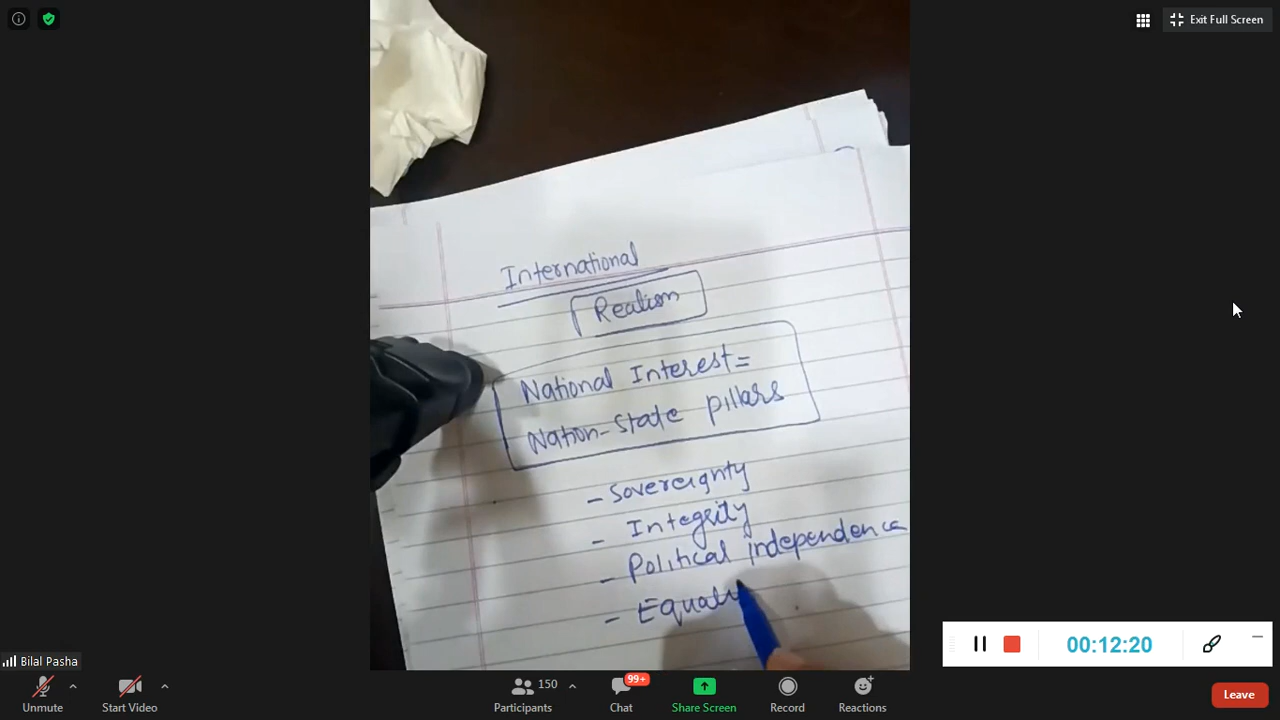 Exit Full Screen
International
Realism
National Interest=
Nation-State pillars
- Sovereignty
- Integrity
- Political independence
- Equali
00:12:20
Bilal Pasha
Unmute
Start Video
150
Participants
99+
Chat
Share Screen
Record
Reactions
Leave